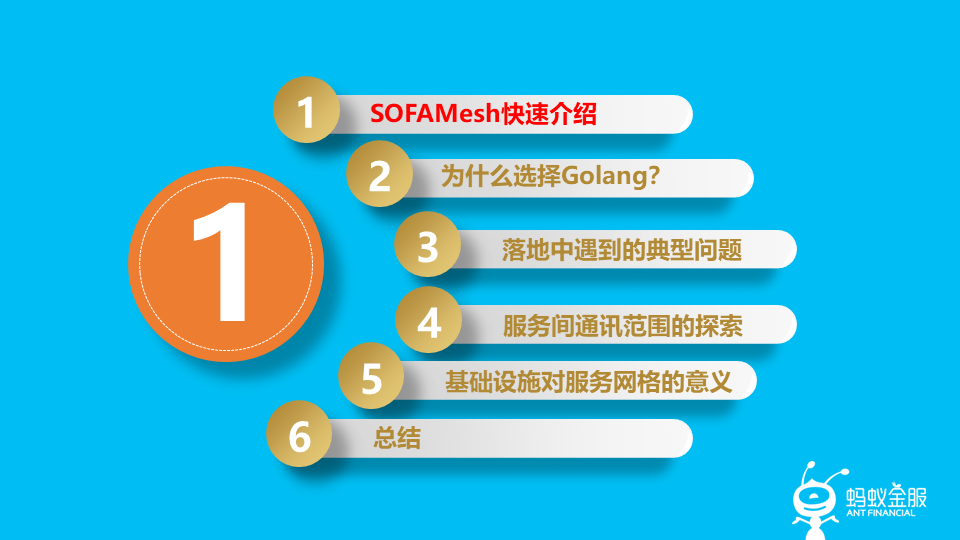 1
1
SOFAMesh快速介绍
2
为什么选择Golang?
3
落地中遇到的典型问题
4
服务间通讯范围的探索
5
基础设施对服务网格的意义
6
总结
蚂蚁金服
ANT FINANCIAL